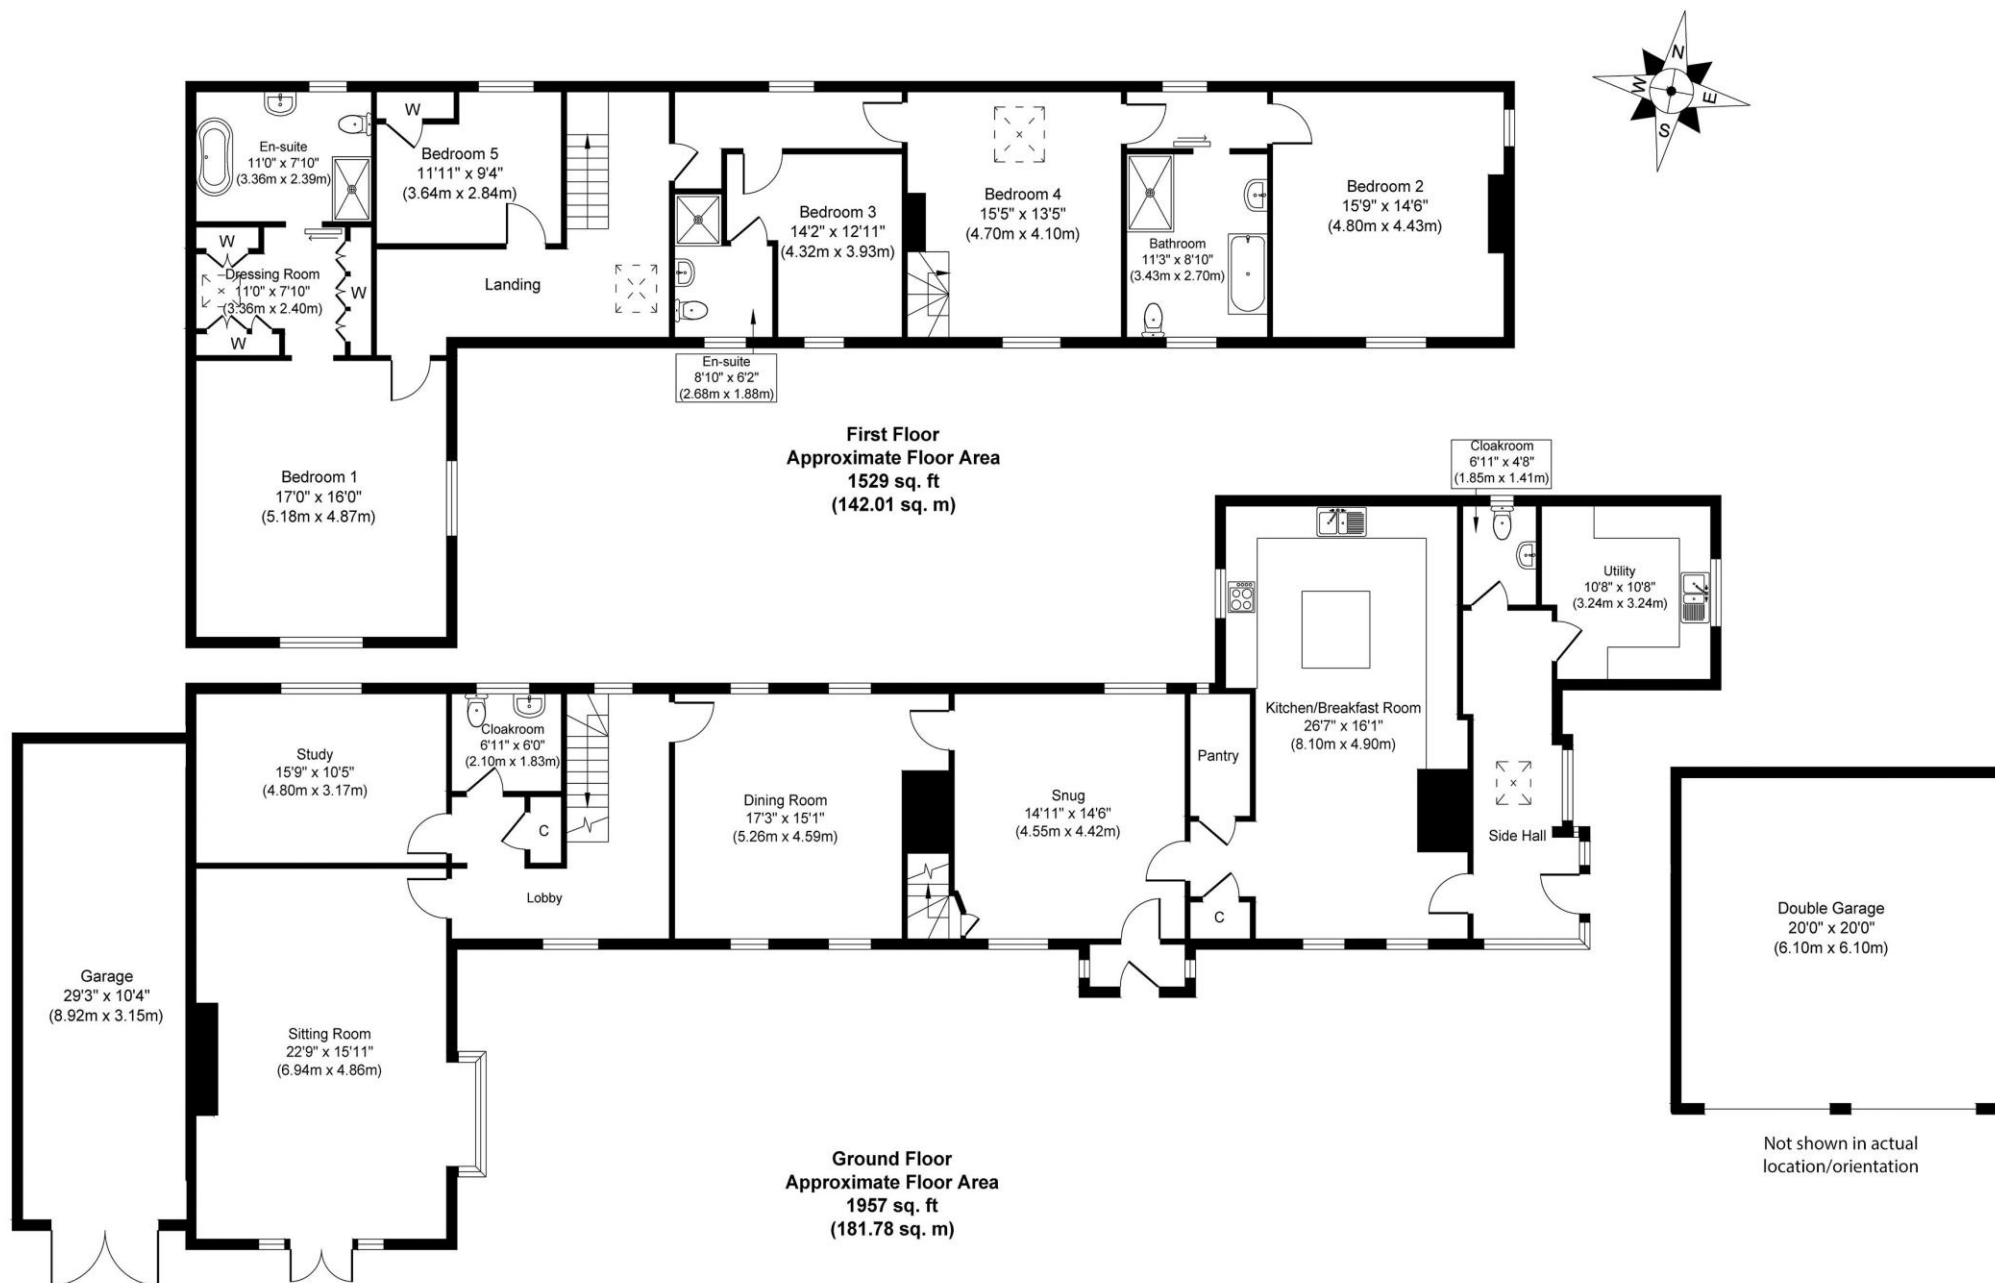 N
W
E
S
En-suite
11'0" x 7'10"
(3.36m x 2.39m)
W
Bedroom 5
11'11" x 9'4"
(3.64m x 2.84m)
W
Dressing Room
11'0" x 7'10"
(3.36m x 2.40m)
W
W
Landing
Bedroom 3
14'2" x 12'11"
(4.32m x 3.93m)
Bedroom 4
15'5" x 13'5"
(4.70m x 4.10m)
Bathroom
11'3" x 8'10"
(3.43m x 2.70m)
Bedroom 2
15'9" x 14'6"
(4.80m x 4.43m)
En-suite
8'10" x 6'2"
(2.68m x 1.88m)
Bedroom 1
17'0" x 16'0"
(5.18m x 4.87m)
First Floor
Approximate Floor Area
1529 sq. ft
(142.01 sq. m)
Cloakroom
6'11" x 4'8"
(1.85m x 1.41m)
Utility
10'8" x 10'8"
(3.24m x 3.24m)
Kitchen/Breakfast Room
26'7" x 16'1"
(8.10m x 4.90m)
Study
15'9" x 10'5"
(4.80m x 3.17m)
Cloakroom
6'11" x 6'0"
(2.10m x 1.83m)
C
Lobby
Dining Room
17'3" x 15'1"
(5.26m x 4.59m)
Snug
14'11" x 14'6"
(4.55m x 4.42m)
Pantry
C
Side Hall
Garage
29'3" x 10'4"
(8.92m x 3.15m)
Sitting Room
22'9" x 15'11"
(6.94m x 4.86m)
Double Garage
20'0" x 20'0"
(6.10m x 6.10m)
Not shown in actual
location/orientation
Ground Floor
Approximate Floor Area
1957 sq. ft
(181.78 sq. m)